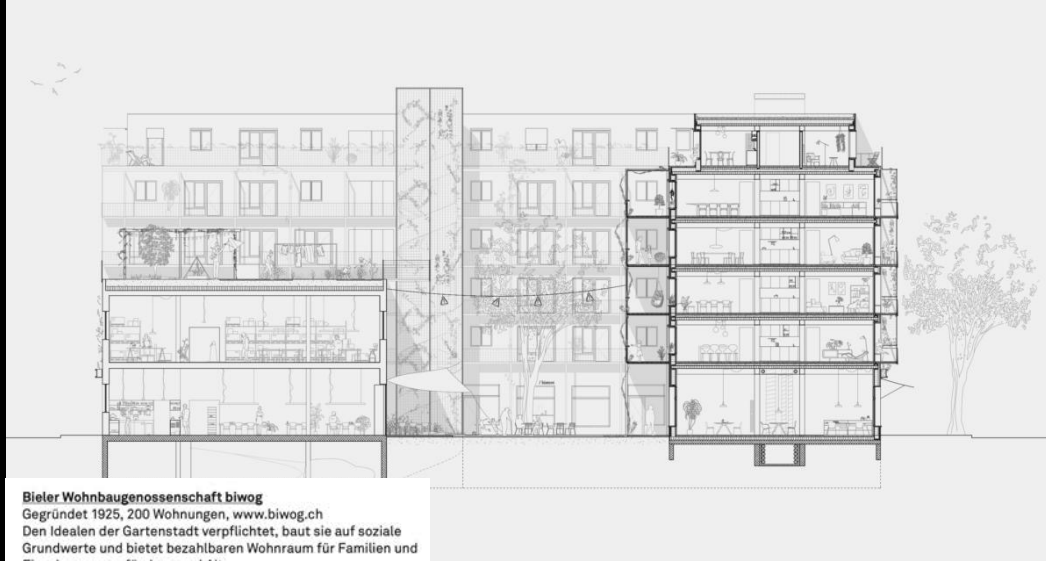 Bieler Wohnbaugenossenschaft biwog
Gegründet 1925, 200 Wohnungen, www.biwog.ch
Den Idealen der Gartenstadt verpflichtet, baut sie auf soziale
Grundwerte und bietet bezahlbaren Wohnraum für Familien und